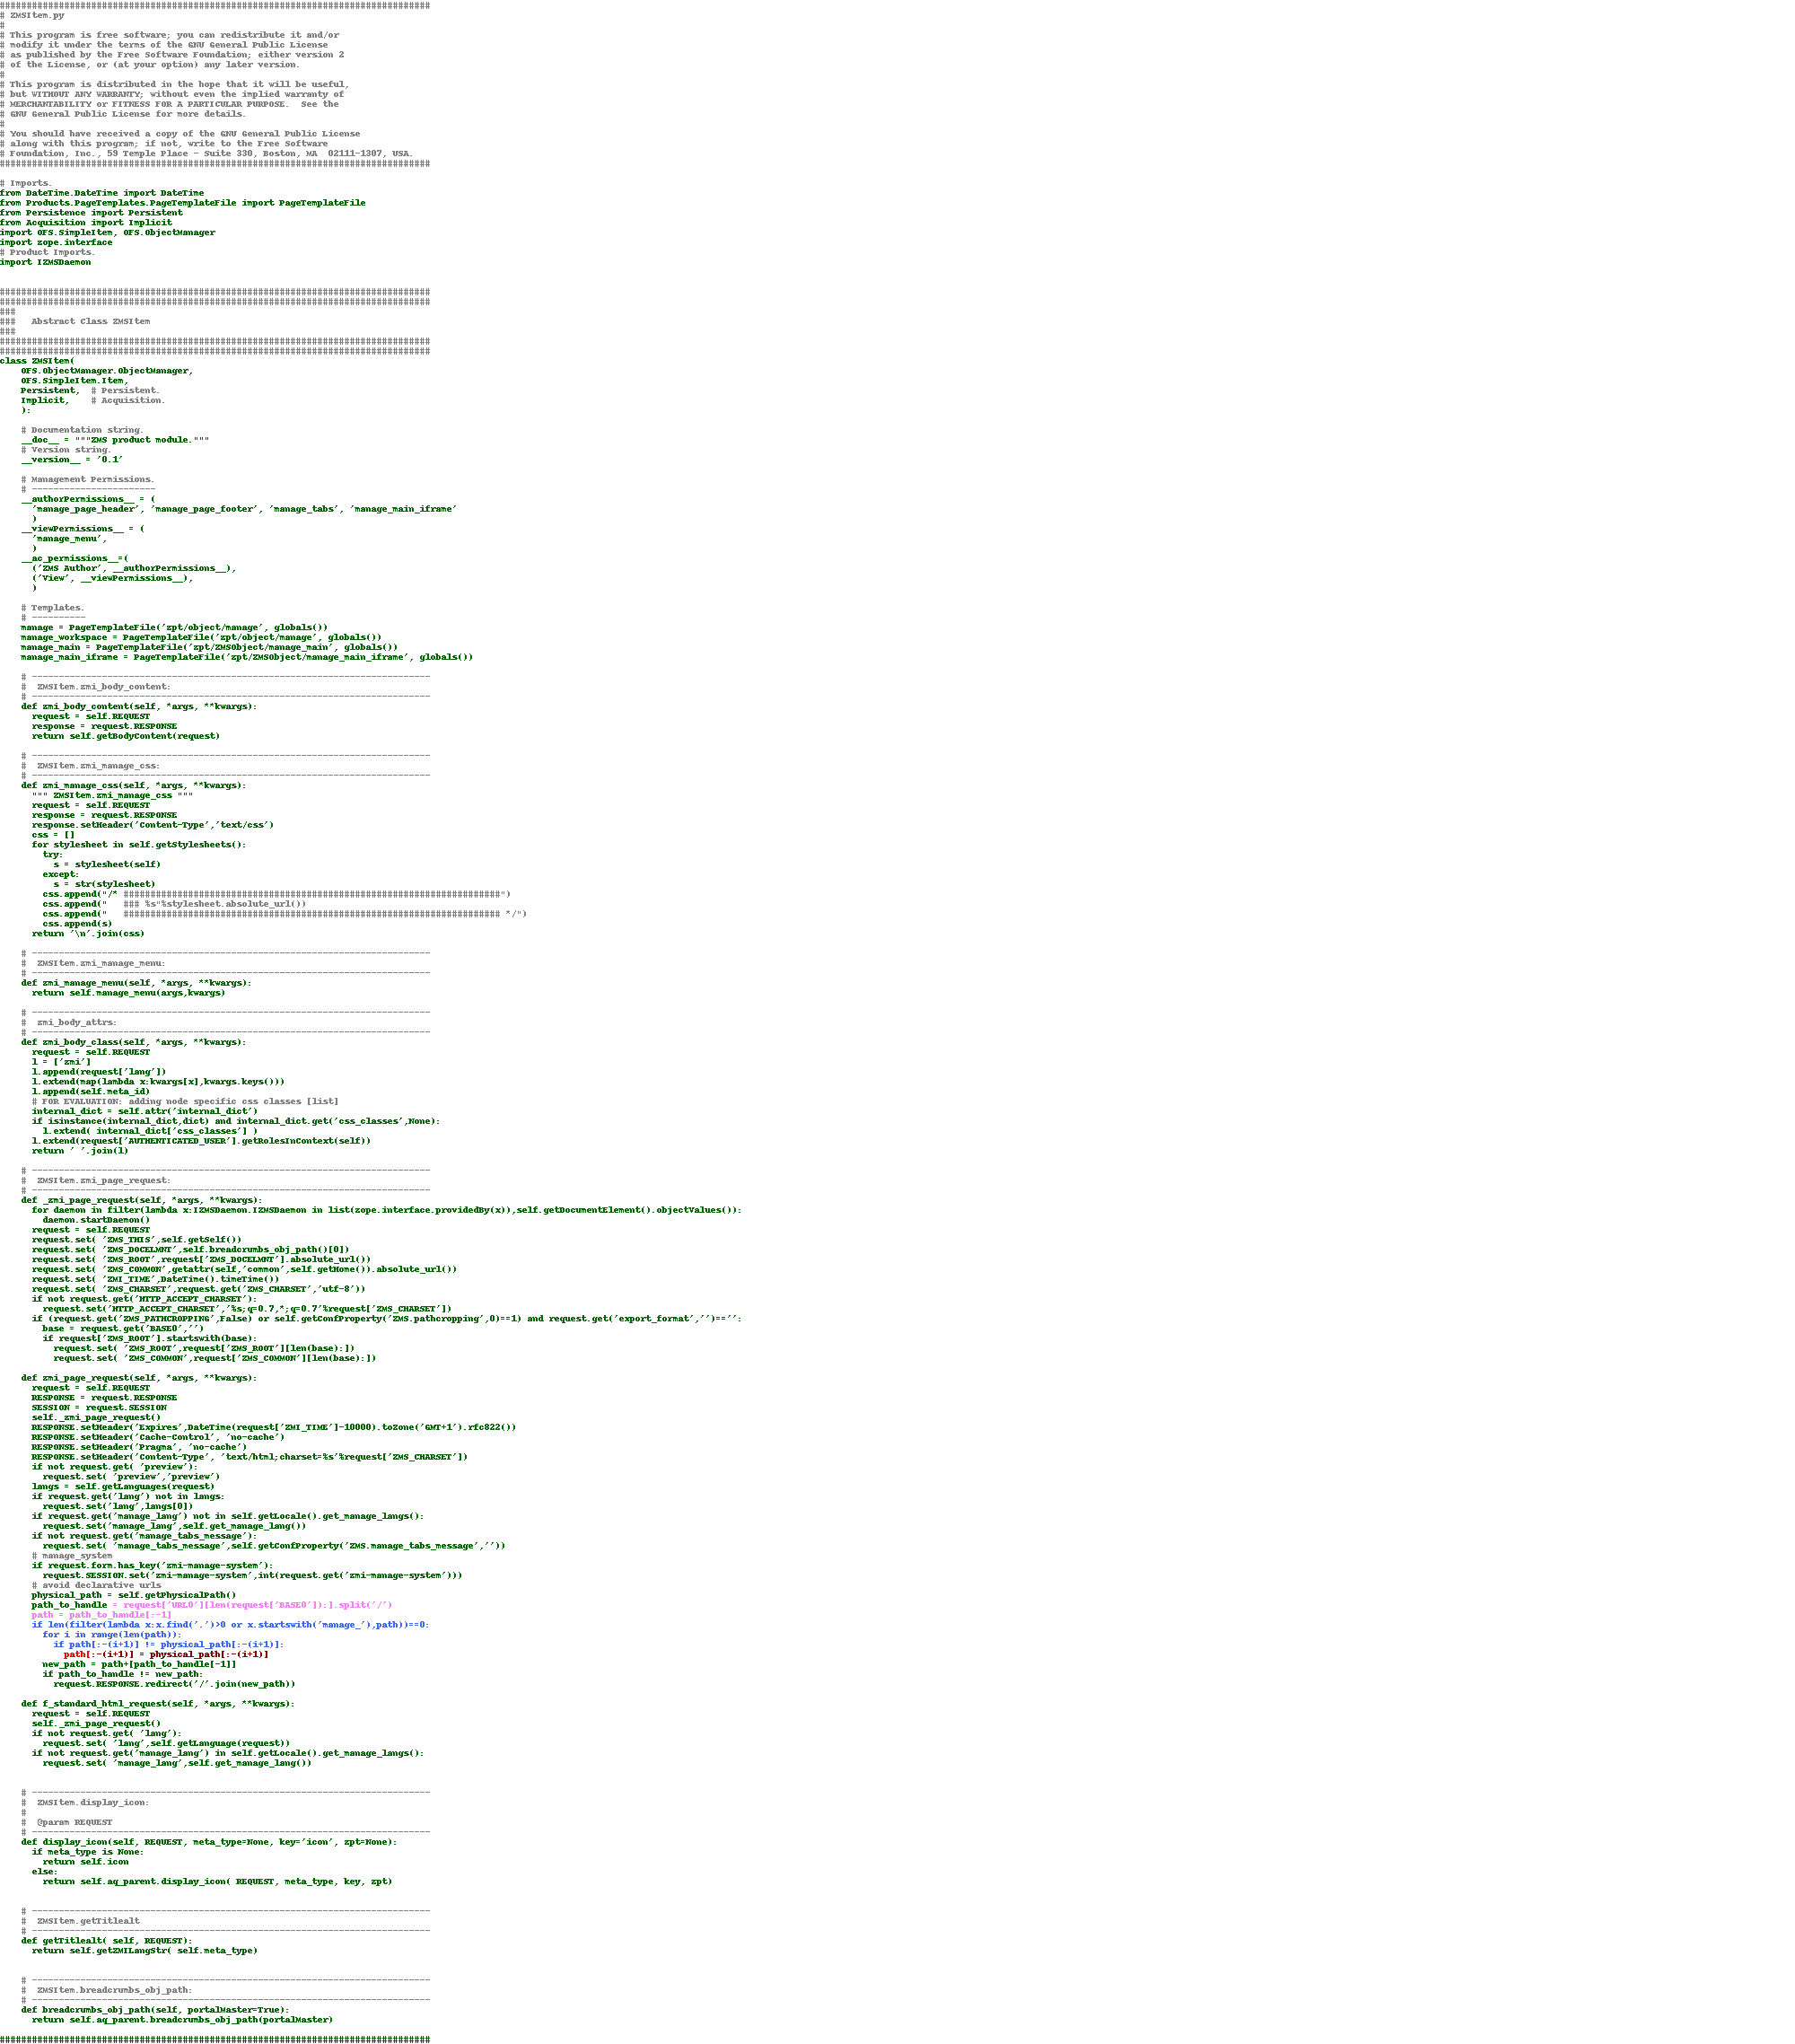 ################################################################################
# ZMSItem.py
#
# This program is free software; you can redistribute it and/or
# modify it under the terms of the GNU General Public License
# as published by the Free Software Foundation; either version 2
# of the License, or (at your option) any later version.
#
# This program is distributed in the hope that it will be useful,
# but WITHOUT ANY WARRANTY; without even the implied warranty of
# MERCHANTABILITY or FITNESS FOR A PARTICULAR PURPOSE.  See the
# GNU General Public License for more details.
#
# You should have received a copy of the GNU General Public License
# along with this program; if not, write to the Free Software
# Foundation, Inc., 59 Temple Place - Suite 330, Boston, MA  02111-1307, USA.
################################################################################

# Imports.
from DateTime.DateTime import DateTime
from Products.PageTemplates.PageTemplateFile import PageTemplateFile
from Persistence import Persistent
from Acquisition import Implicit
import OFS.SimpleItem, OFS.ObjectManager
import zope.interface
# Product Imports.
import IZMSDaemon


################################################################################
################################################################################
###
###   Abstract Class ZMSItem
###
################################################################################
################################################################################
class ZMSItem(
    OFS.ObjectManager.ObjectManager,
    OFS.SimpleItem.Item,
    Persistent,  # Persistent.
    Implicit,    # Acquisition.
    ):

    # Documentation string.
    __doc__ = """ZMS product module."""
    # Version string.
    __version__ = '0.1'

    # Management Permissions.
    # -----------------------
    __authorPermissions__ = (
      'manage_page_header', 'manage_page_footer', 'manage_tabs', 'manage_main_iframe'
      )
    __viewPermissions__ = (
      'manage_menu',
      )
    __ac_permissions__=(
      ('ZMS Author', __authorPermissions__),
      ('View', __viewPermissions__),
      )

    # Templates.
    # ----------
    manage = PageTemplateFile('zpt/object/manage', globals())
    manage_workspace = PageTemplateFile('zpt/object/manage', globals())
    manage_main = PageTemplateFile('zpt/ZMSObject/manage_main', globals())
    manage_main_iframe = PageTemplateFile('zpt/ZMSObject/manage_main_iframe', globals())

    # --------------------------------------------------------------------------
    #  ZMSItem.zmi_body_content:
    # --------------------------------------------------------------------------
    def zmi_body_content(self, *args, **kwargs):
      request = self.REQUEST
      response = request.RESPONSE
      return self.getBodyContent(request)

    # --------------------------------------------------------------------------
    #  ZMSItem.zmi_manage_css:
    # --------------------------------------------------------------------------
    def zmi_manage_css(self, *args, **kwargs):
      """ ZMSItem.zmi_manage_css """
      request = self.REQUEST
      response = request.RESPONSE
      response.setHeader('Content-Type','text/css')
      css = []
      for stylesheet in self.getStylesheets():
        try:
          s = stylesheet(self)
        except:
          s = str(stylesheet)
        css.append("/* ######################################################################")
        css.append("   ### %s"%stylesheet.absolute_url())
        css.append("   ###################################################################### */")
        css.append(s)
      return '\n'.join(css)

    # --------------------------------------------------------------------------
    #  ZMSItem.zmi_manage_menu:
    # --------------------------------------------------------------------------
    def zmi_manage_menu(self, *args, **kwargs):
      return self.manage_menu(args,kwargs)

    # --------------------------------------------------------------------------
    #  zmi_body_attrs:
    # --------------------------------------------------------------------------
    def zmi_body_class(self, *args, **kwargs):
      request = self.REQUEST
      l = ['zmi']
      l.append(request['lang'])
      l.extend(map(lambda x:kwargs[x],kwargs.keys()))
      l.append(self.meta_id)
      # FOR EVALUATION: adding node specific css classes [list]
      internal_dict = self.attr('internal_dict')
      if isinstance(internal_dict,dict) and internal_dict.get('css_classes',None):
        l.extend( internal_dict['css_classes'] )
      l.extend(request['AUTHENTICATED_USER'].getRolesInContext(self))
      return ' '.join(l)

    # --------------------------------------------------------------------------
    #  ZMSItem.zmi_page_request:
    # --------------------------------------------------------------------------
    def _zmi_page_request(self, *args, **kwargs):
      for daemon in filter(lambda x:IZMSDaemon.IZMSDaemon in list(zope.interface.providedBy(x)),self.getDocumentElement().objectValues()):
        daemon.startDaemon()
      request = self.REQUEST
      request.set( 'ZMS_THIS',self.getSelf())
      request.set( 'ZMS_DOCELMNT',self.breadcrumbs_obj_path()[0])
      request.set( 'ZMS_ROOT',request['ZMS_DOCELMNT'].absolute_url())
      request.set( 'ZMS_COMMON',getattr(self,'common',self.getHome()).absolute_url())
      request.set( 'ZMI_TIME',DateTime().timeTime())
      request.set( 'ZMS_CHARSET',request.get('ZMS_CHARSET','utf-8'))
      if not request.get('HTTP_ACCEPT_CHARSET'):
        request.set('HTTP_ACCEPT_CHARSET','%s;q=0.7,*;q=0.7'%request['ZMS_CHARSET'])
      if (request.get('ZMS_PATHCROPPING',False) or self.getConfProperty('ZMS.pathcropping',0)==1) and request.get('export_format','')=='':
        base = request.get('BASE0','')
        if request['ZMS_ROOT'].startswith(base):
          request.set( 'ZMS_ROOT',request['ZMS_ROOT'][len(base):])
          request.set( 'ZMS_COMMON',request['ZMS_COMMON'][len(base):])

    def zmi_page_request(self, *args, **kwargs):
      request = self.REQUEST
      RESPONSE = request.RESPONSE
      SESSION = request.SESSION
      self._zmi_page_request()
      RESPONSE.setHeader('Expires',DateTime(request['ZMI_TIME']-10000).toZone('GMT+1').rfc822())
      RESPONSE.setHeader('Cache-Control', 'no-cache')
      RESPONSE.setHeader('Pragma', 'no-cache')
      RESPONSE.setHeader('Content-Type', 'text/html;charset=%s'%request['ZMS_CHARSET'])
      if not request.get( 'preview'):
        request.set( 'preview','preview')
      langs = self.getLanguages(request)
      if request.get('lang') not in langs:
        request.set('lang',langs[0])
      if request.get('manage_lang') not in self.getLocale().get_manage_langs():
        request.set('manage_lang',self.get_manage_lang())
      if not request.get('manage_tabs_message'):
        request.set( 'manage_tabs_message',self.getConfProperty('ZMS.manage_tabs_message',''))
      # manage_system
      if request.form.has_key('zmi-manage-system'):
        request.SESSION.set('zmi-manage-system',int(request.get('zmi-manage-system')))
      # avoid declarative urls
      physical_path = self.getPhysicalPath()
      path_to_handle = request['URL0'][len(request['BASE0']):].split('/')
      path = path_to_handle[:-1]
      if len(filter(lambda x:x.find('.')>0 or x.startswith('manage_'),path))==0:
        for i in range(len(path)):
          if path[:-(i+1)] != physical_path[:-(i+1)]:
            path[:-(i+1)] = physical_path[:-(i+1)]
        new_path = path+[path_to_handle[-1]]
        if path_to_handle != new_path:
          request.RESPONSE.redirect('/'.join(new_path))

    def f_standard_html_request(self, *args, **kwargs):
      request = self.REQUEST
      self._zmi_page_request()
      if not request.get( 'lang'):
        request.set( 'lang',self.getLanguage(request))
      if not request.get('manage_lang') in self.getLocale().get_manage_langs():
        request.set( 'manage_lang',self.get_manage_lang())


    # --------------------------------------------------------------------------
    #  ZMSItem.display_icon:
    #
    #  @param REQUEST
    # --------------------------------------------------------------------------
    def display_icon(self, REQUEST, meta_type=None, key='icon', zpt=None):
      if meta_type is None:
        return self.icon
      else:
        return self.aq_parent.display_icon( REQUEST, meta_type, key, zpt)


    # --------------------------------------------------------------------------
    #  ZMSItem.getTitlealt
    # --------------------------------------------------------------------------
    def getTitlealt( self, REQUEST):
      return self.getZMILangStr( self.meta_type)


    # --------------------------------------------------------------------------
    #  ZMSItem.breadcrumbs_obj_path:
    # --------------------------------------------------------------------------
    def breadcrumbs_obj_path(self, portalMaster=True):
      return self.aq_parent.breadcrumbs_obj_path(portalMaster)

################################################################################